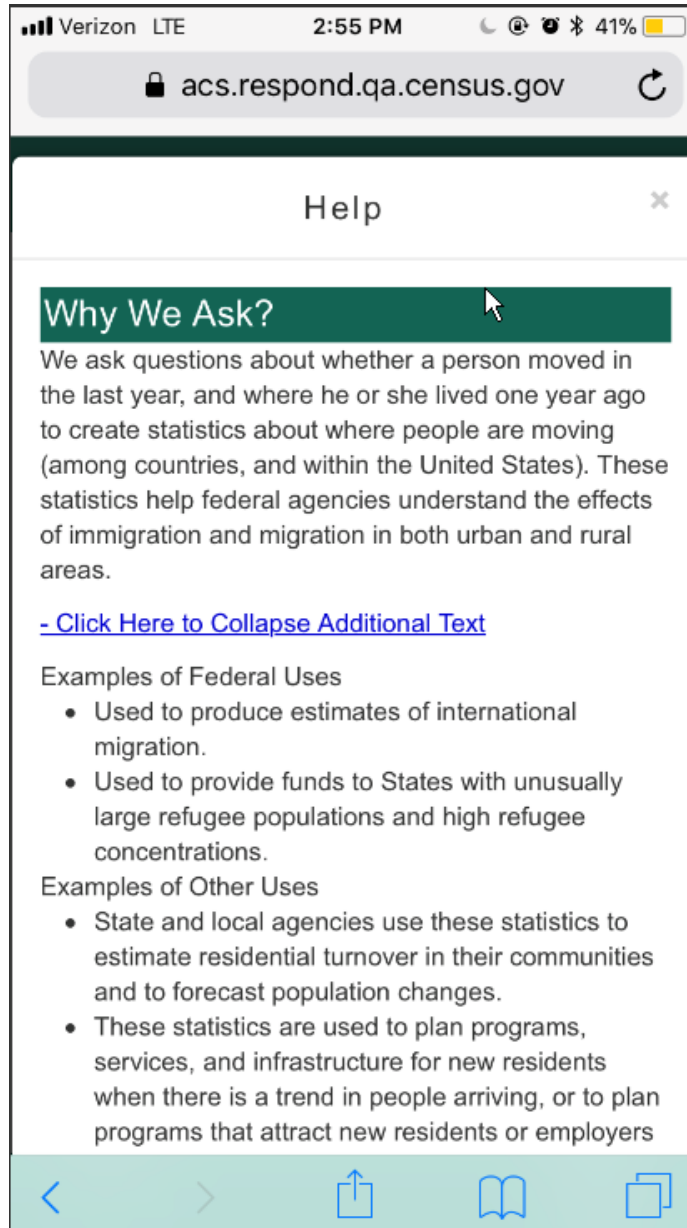 Verizon LTE 2:55 PM 41%
acs.respond.qa.census.gov
Help
Why We Ask?
We ask questions about whether a person moved in
the last year, and where he or she lived one year ago
to create statistics about where people are moving
(among countries, and within the United States). These
statistics help federal agencies understand the effects
of immigration and migration in both urban and rural
areas.
- Click Here to Collapse Additional Text
Examples of Federal Uses
• Used to produce estimates of international
migration.
• Used to provide funds to States with unusually
large refugee populations and high refugee
concentrations.
Examples of Other Uses
• State and local agencies use these statistics to
estimate residential turnover in their communities
and to forecast population changes.
• These statistics are used to plan programs,
services, and infrastructure for new residents
when there is a trend in people arriving, or to plan
programs that attract new residents or employers